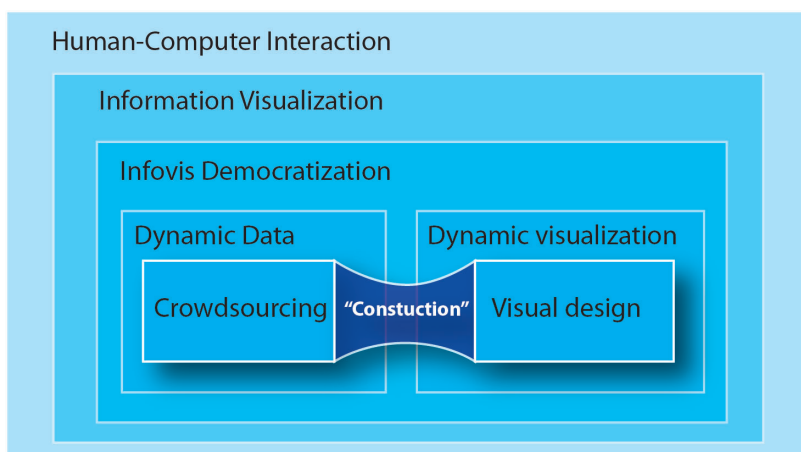 Human-Computer Interaction
Information Visualization
Infovis Democratization
Dynamic Data
Dynamic visualization
Crowdsourcing
“Constuction”
Visual design